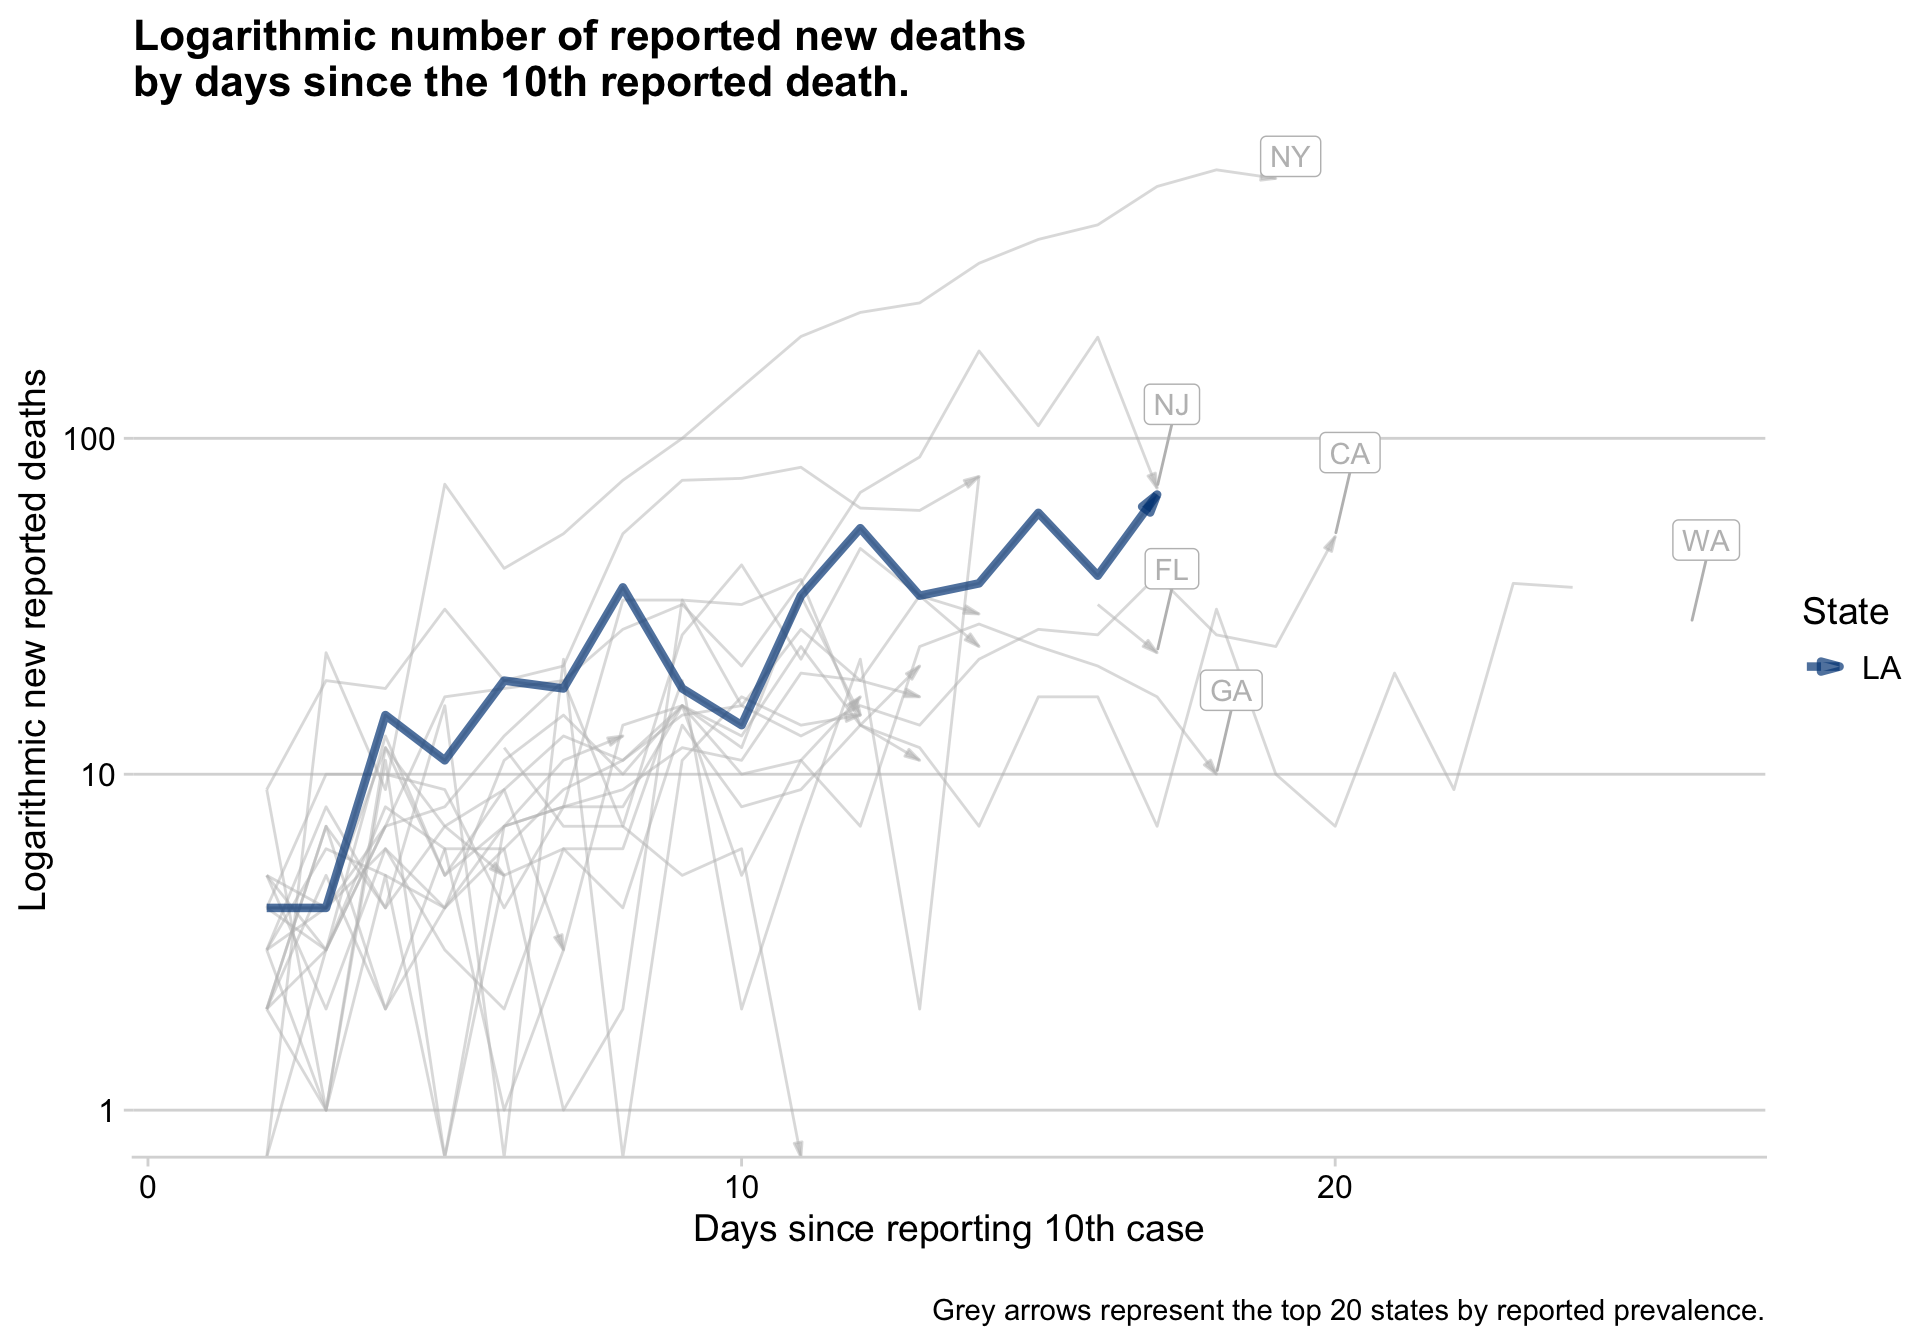 Logarithmic number of reported new deaths
by days since the 10th reported death.
Logarithmic new reported deaths
100
10
1
NY
NJ
CA
WA
FL
GA
State
LA
0
10
20
Days since reporting 10th case
Grey arrows represent the top 20 states by reported prevalence.